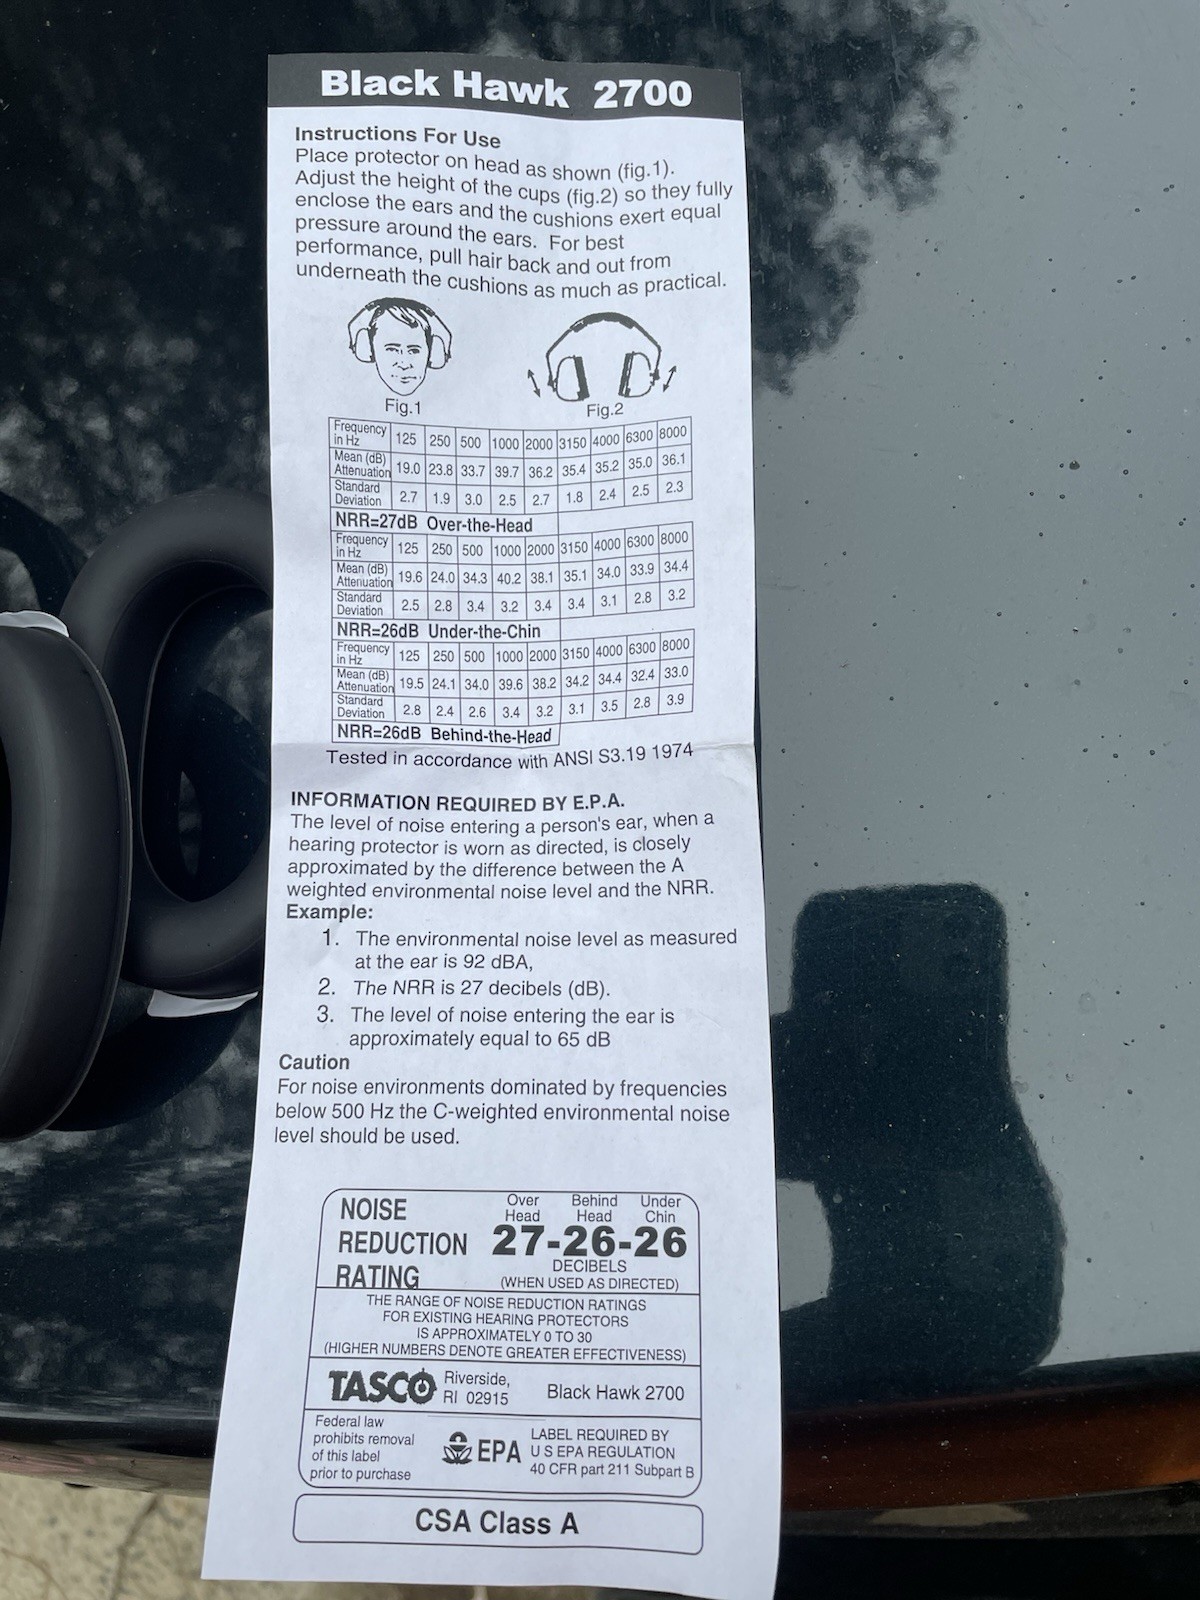 Black Hawk 2700
Instructions For Use
Place protector on head as shown (fig.1).
Adjust the height of the cups (fig.2) so they fully
enclose the ears and the cushions exert equal
pressure around the ears. For best
performance, pull hair back and out from
underneath the cushions as much as practical.
Fig.1 Fig.2
Frequency
in Hz 125 250 500 1000 2000 3150 4000 6300 8000
Mean (dB)
Attenuation 19.0 23.8 33.7 39.7 36.2 35.4 35.2 35.0 36.1
Standard
Deviation 2.7 1.9 3.0 2.5 2.7 1.8 2.4 2.5 2.3
NRR=27dB Over-the-Head
Frequency
in Hz 125 250 500 1000 2000 3150 4000 6300 8000
Mean (dB)
Attenuation 19.6 24.0 34.3 40.2 38.1 35.1 34.0 33.9 34.4
Standard
Deviation 2.5 2.8 3.4 3.2 3.4 3.4 3.1 2.8 3.2
NRR=26dB Under-the-Chin
Frequency
in Hz 125 250 500 1000 2000 3150 4000 6300 8000
Mean (dB)
Attenuation 19.5 24.1 34.0 39.6 38.2 34.2 34.4 32.4 33.0
Standard
Deviation 2.8 2.4 2.6 3.4 3.2 3.1 3.5 2.8 3.9
NRR=26dB Behind-the-Head
Tested in accordance with ANSI S3.19 1974
INFORMATION REQUIRED BY E.P.A.
The level of noise entering a person's ear, when a
hearing protector is worn as directed, is closely
approximated by the difference between the A
weighted environmental noise level and the NRR.
Example:
1. The environmental noise level as measured
at the ear is 92 dBA,
2. The NRR is 27 decibels (dB).
3. The level of noise entering the ear is
approximately equal to 65 dB
Caution
For noise environments dominated by frequencies
below 500 Hz the C-weighted environmental noise
level should be used.
NOISE
REDUCTION
RATING
Over Behind Under
Head Head Chin
27-26-26
DECIBELS
(WHEN USED AS DIRECTED)
THE RANGE OF NOISE REDUCTION RATINGS
FOR EXISTING HEARING PROTECTORS
IS APPROXIMATELY 0 TO 30
(HIGHER NUMBERS DENOTE GREATER EFFECTIVENESS)
TASCO
Riverside,
RI 02915
Black Hawk 2700
Federal law
prohibits removal
of this label
prior to purchase
EPA
LABEL REQUIRED BY
U S EPA REGULATION
40 CFR part 211 Subpart B
CSA Class A